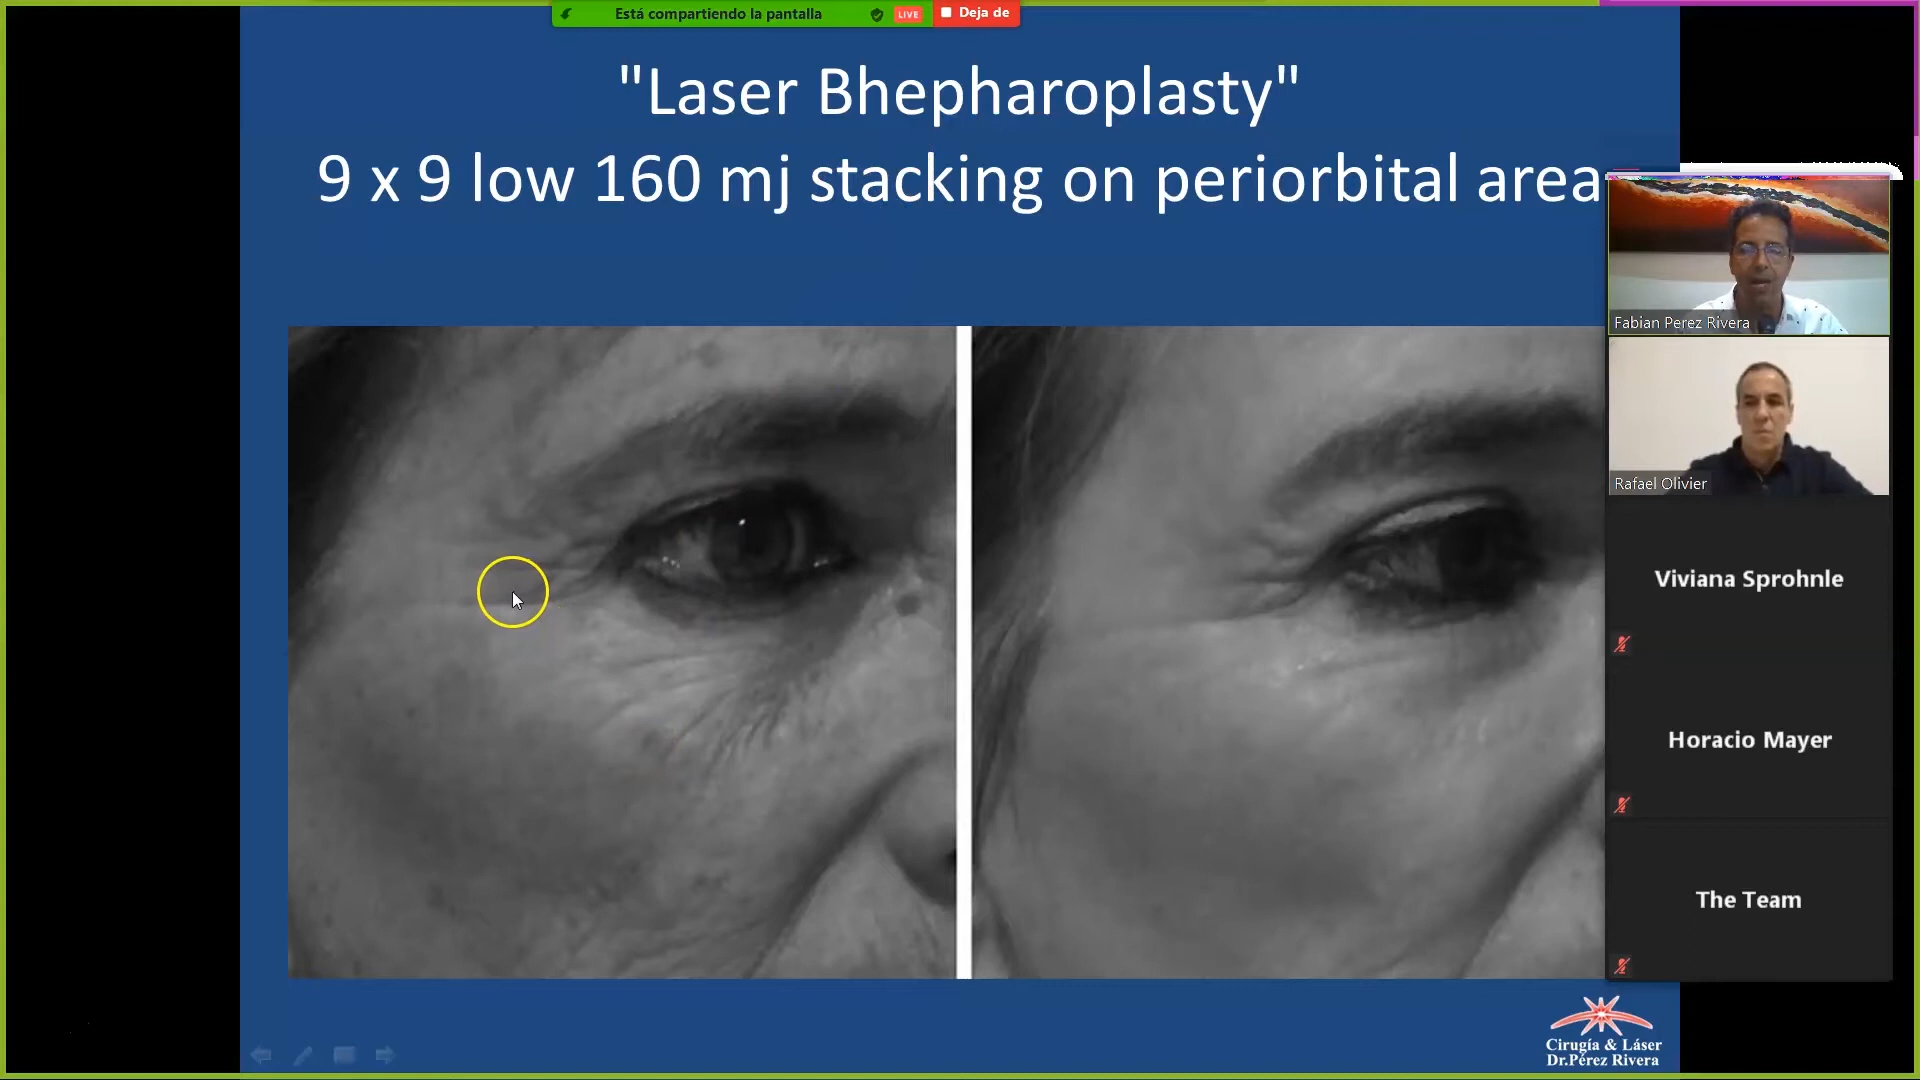 Está compartiendo la pantalla
LIVE
Deja de
"Laser Bhepharoplasty"
9 x 9 low 160 mj stacking on periorbital area
Fabian Perez Rivera
Rafael Olivier
Viviana Sprohnle
Horacio Mayer
The Team
Cirugía & Láser
Dr.Pérez Rivera